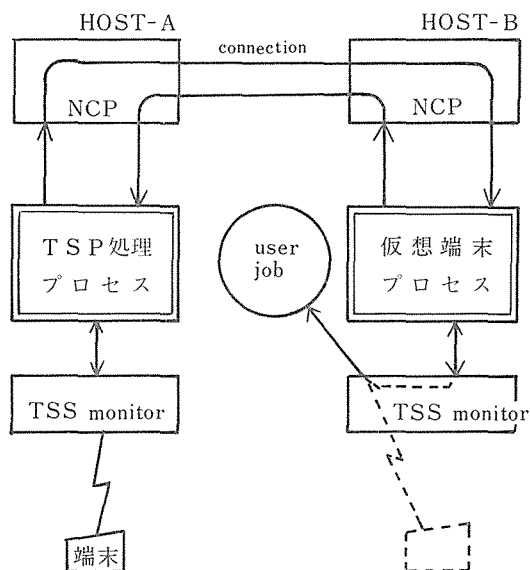 HOST-A
HOST-B
connection
NCP
NCP
TSP処理
プロセス
user
job
仮想端末
プロセス
TSS monitor
TSS monitor
端末